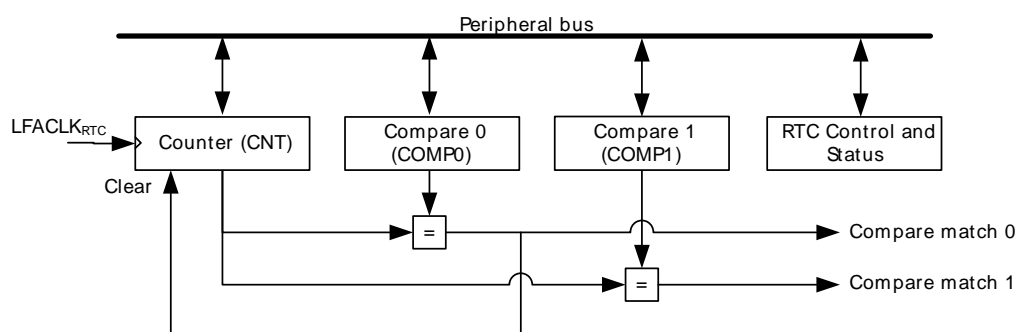 Peripheral bus
LFACLKRTC
Counter (CNT)
Compare 0
(COMP0)
Compare 1
(COMP1)
RTC Control and
Status
Clear
=
Compare match 0
=
Compare match 1